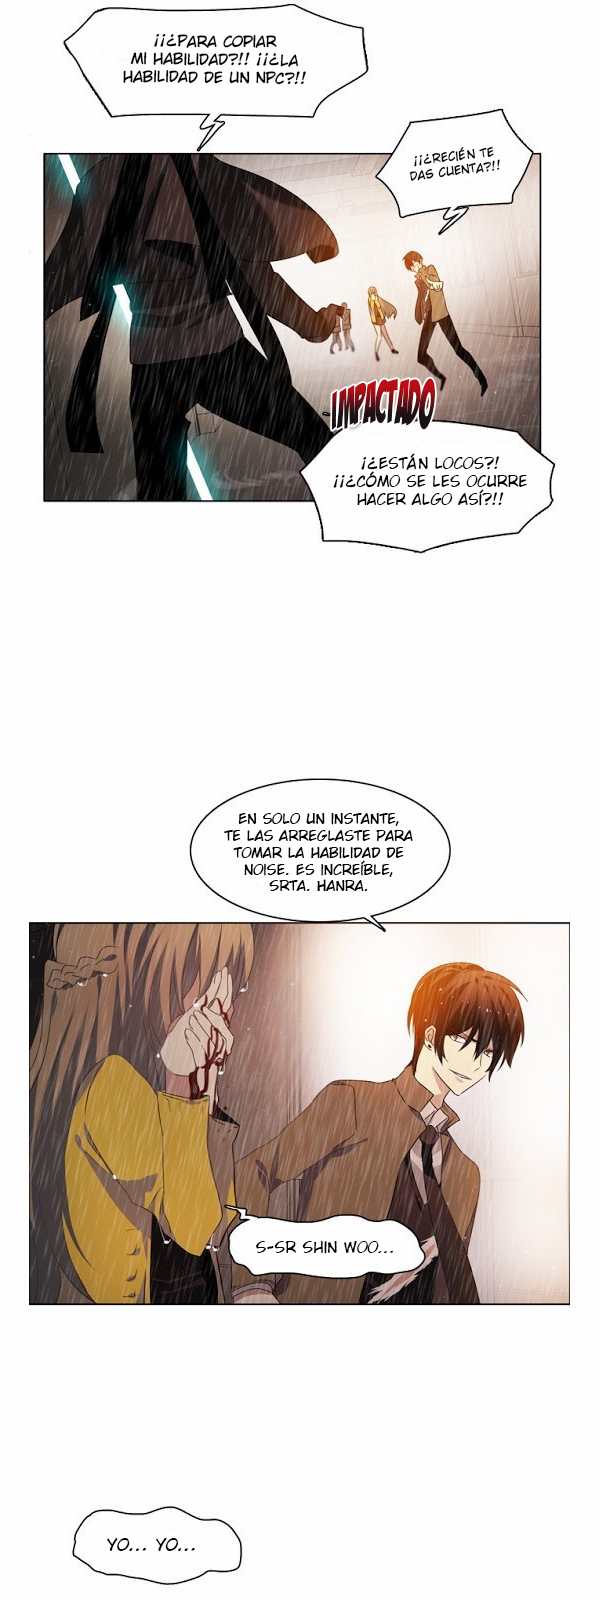 ¡¡¿PARA COPIAR
MI HABILIDAD?!! ¡¡¿LA
HABILIDAD DE UN NPC?!!
¡¡¿RECIÉN TE
DAS CUENTA?!!
IMPACTADO
¡¿ESTÁN LOCOS?!
¡¡¿CÓMO SE LES OCURRE
HACER ALGO ASÍ?!!
EN SOLO UN INSTANTE,
TE LAS ARREGLASTE PARA
TOMAR LA HABILIDAD DE
NOISE. ES INCREÍBLE,
SRTA. HANRA.
S-SR SHIN WOO...
YO... YO...